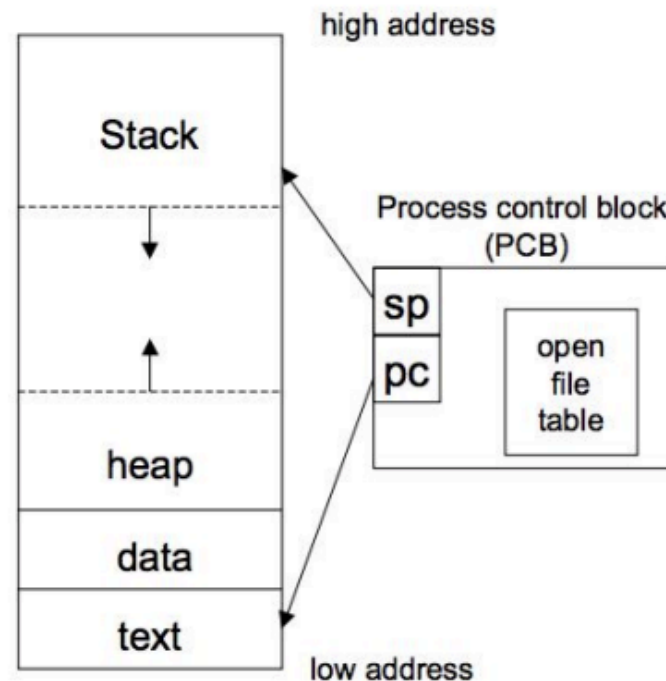 high address
Stack
Process control block
(PCB)
sp
pc
open
file
table
heap
data
text
low address